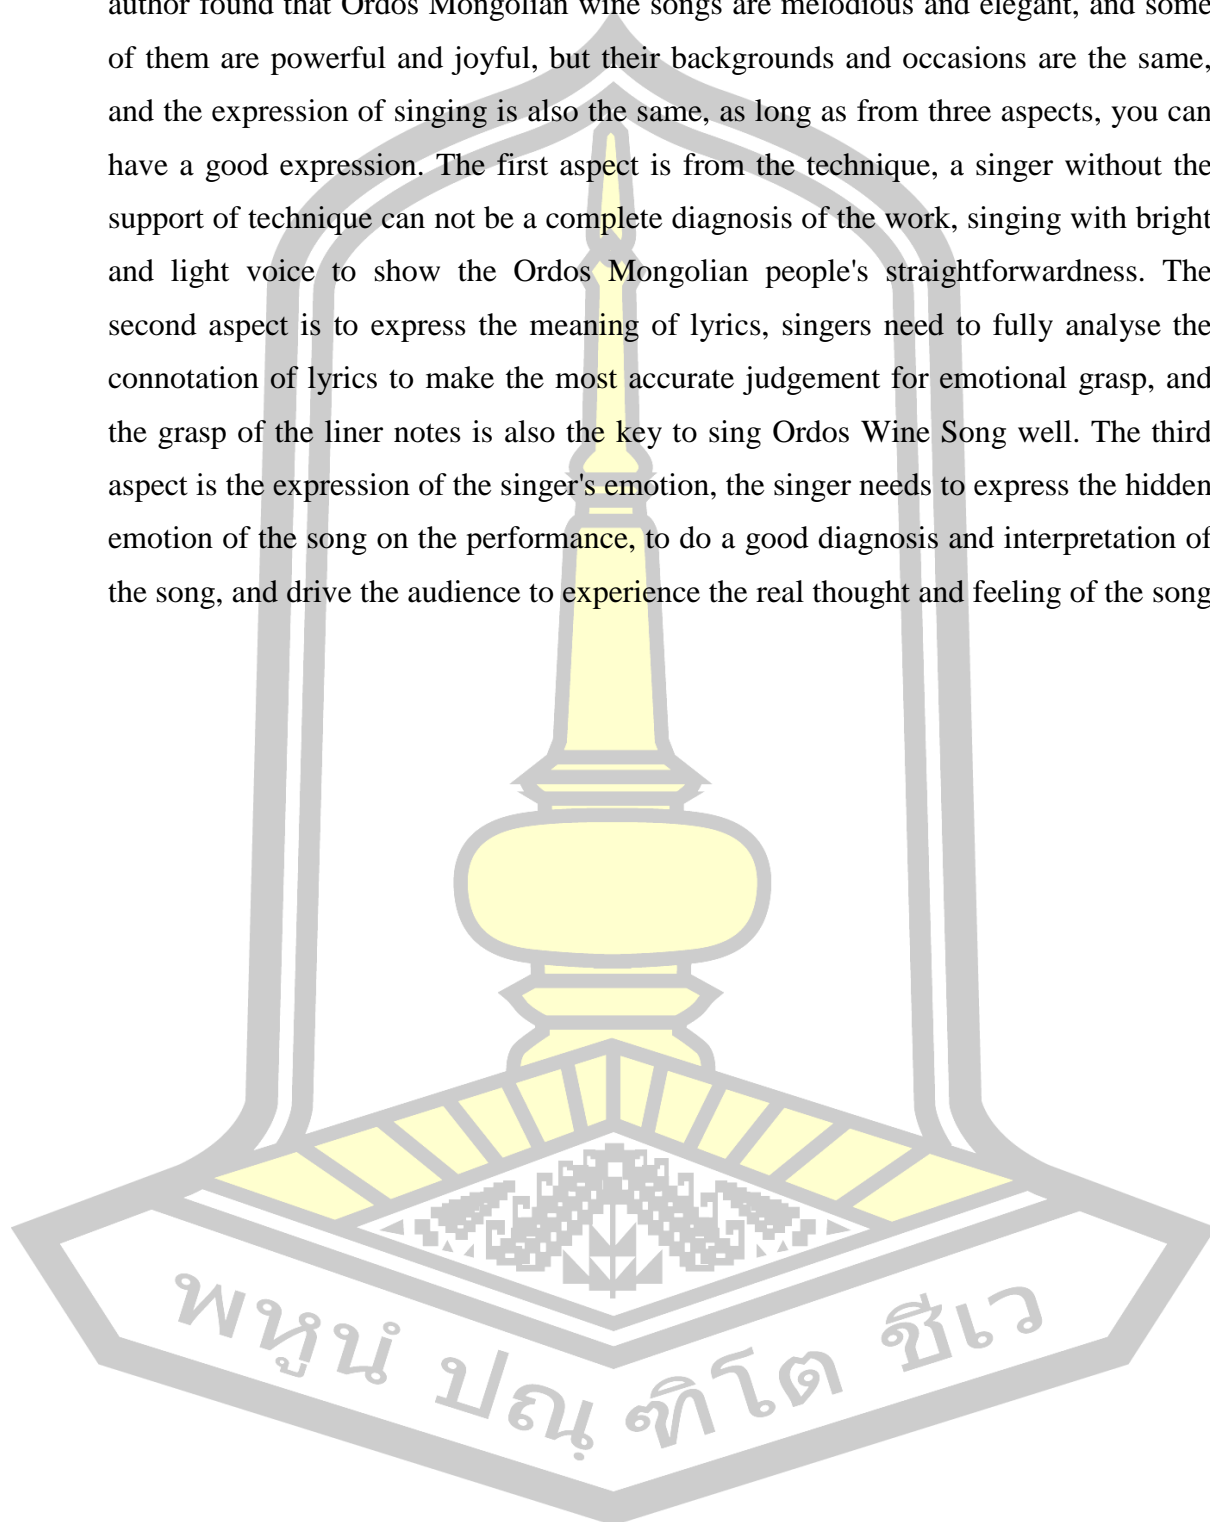 author found that Ordos Mongolian wine songs are melodious and elegant, and some
of them are powerful and joyful, but their backgrounds and occasions are the same,
and the expression of singing is also the same, as long as from three aspects, you can
have a good expression. The first aspect is from the technique, a singer without the
support of technique can not be a complete diagnosis of the work, singing with bright
and light voice to show the Ordos Mongolian people's straightforwardness. The
second aspect is to express the meaning of lyrics, singers need to fully analyse the
connotation of lyrics to make the most accurate judgement for emotional grasp, and
the grasp of the liner notes is also the key to sing Ordos Wine Song well. The third
aspect is the expression of the singer's emotion, the singer needs to express the hidden
emotion of the song on the performance, to do a good diagnosis and interpretation of
the song, and drive the audience to experience the real thought and feeling of the song
พหูนํ ปณฺฑิโต ชีเว